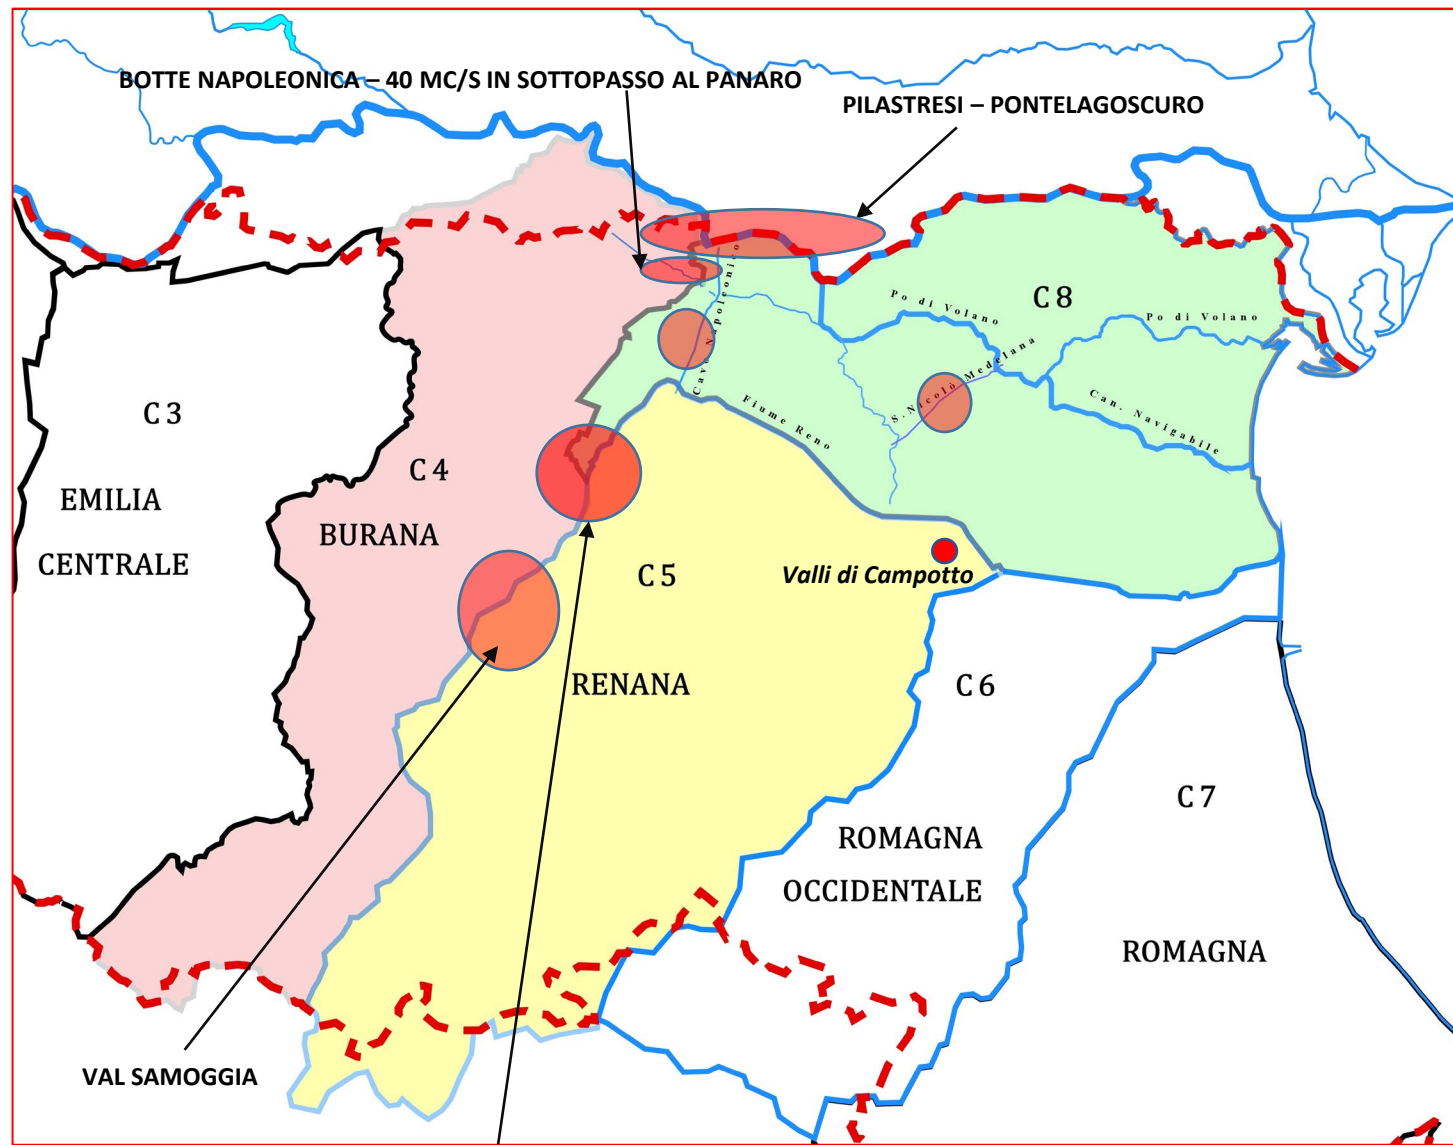 BOTTE NAPOLEONICA – 40 MC/S IN SOTTOPASSO AL PANARO
PILASTRESI – PONTELAGOSCURO
Cavo Napoleonico
Po di Volano
C 8
Po di Volano
S.Nicolò Medelana
Can. Navigabile
Fiume Reno
C 3
EMILIA
CENTRALE
C 4
BURANA
C 5
RENANA
Valli di Campotto
C 6
ROMAGNA
OCCIDENTALE
C 7
ROMAGNA
VAL SAMOGGIA